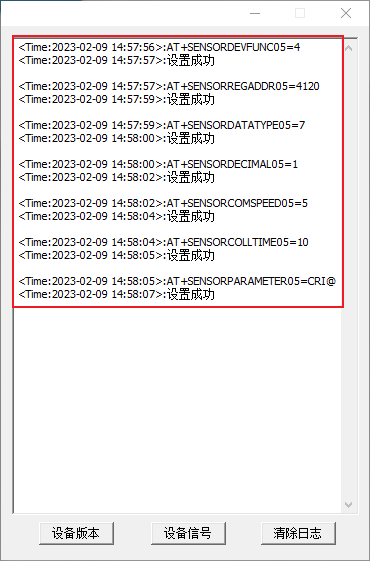 <Time:2023-02-09 14:57:56>:AT+SENSORDEVFUNC05=4
<Time:2023-02-09 14:57:57>:设置成功
<Time:2023-02-09 14:57:57>:AT+SENSORREGADDR05=4120
<Time:2023-02-09 14:57:59>:设置成功
<Time:2023-02-09 14:57:59>:AT+SENSORDATATYPE05=7
<Time:2023-02-09 14:58:00>:设置成功
<Time:2023-02-09 14:58:00>:AT+SENSORDECIMAL05=1
<Time:2023-02-09 14:58:02>:设置成功
<Time:2023-02-09 14:58:02>:AT+SENSORCOMSPEED05=5
<Time:2023-02-09 14:58:04>:设置成功
<Time:2023-02-09 14:58:04>:AT+SENSORCOLLTIME05=10
<Time:2023-02-09 14:58:05>:设置成功
<Time:2023-02-09 14:58:05>:AT+SENSORPARAMETER05=CRI@
<Time:2023-02-09 14:58:07>:设置成功
设备版本 设备信号 清除日志